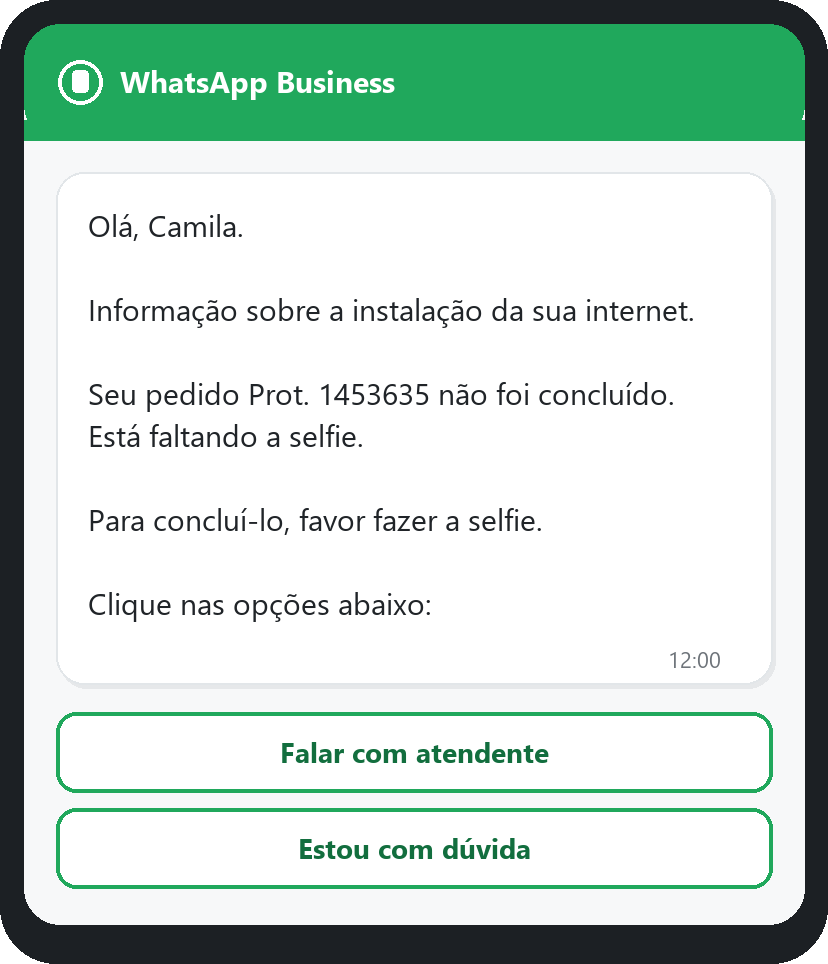 WhatsApp Business
Olá, Camila.
Informação sobre a instalação da sua internet.
Seu pedido Prot. 1453635 não foi concluído.
Está faltando a selfie.
Para concluí-lo, favor fazer a selfie.
Clique nas opções abaixo:
12:00
Falar com atendente
Estou com dúvida